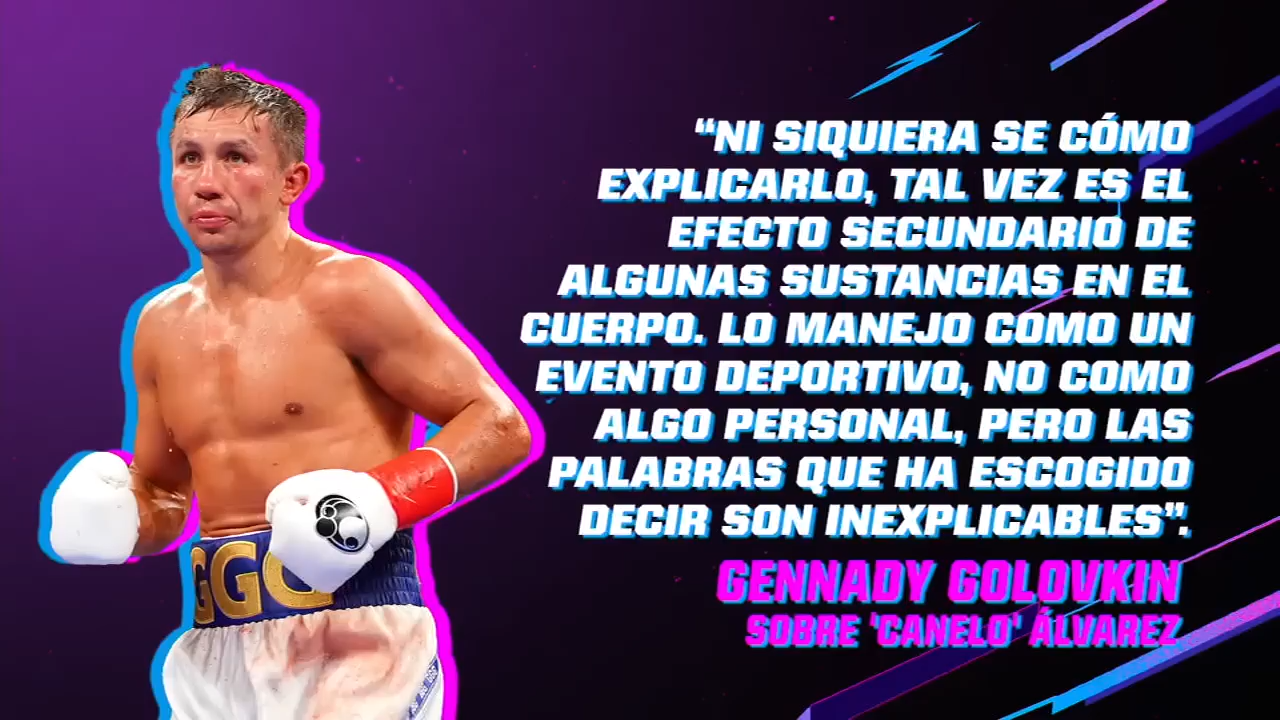 “NI SIQUIERA SE CÓMO
EXPLICARLO, TAL VEZ ES EL
EFECTO SECUNDARIO DE
ALGUNAS SUSTANCIAS EN EL
CUERPO. LO MANEJO COMO UN
EVENTO DEPORTIVO, NO COMO
ALGO PERSONAL, PERO LAS
PALABRAS QUE HA ESCOGIDO
DECIR SON INEXPLICABLES”.
GENNADY GOLOVKIN
SOBRE 'CANELO' ÁLVAREZ
GGG